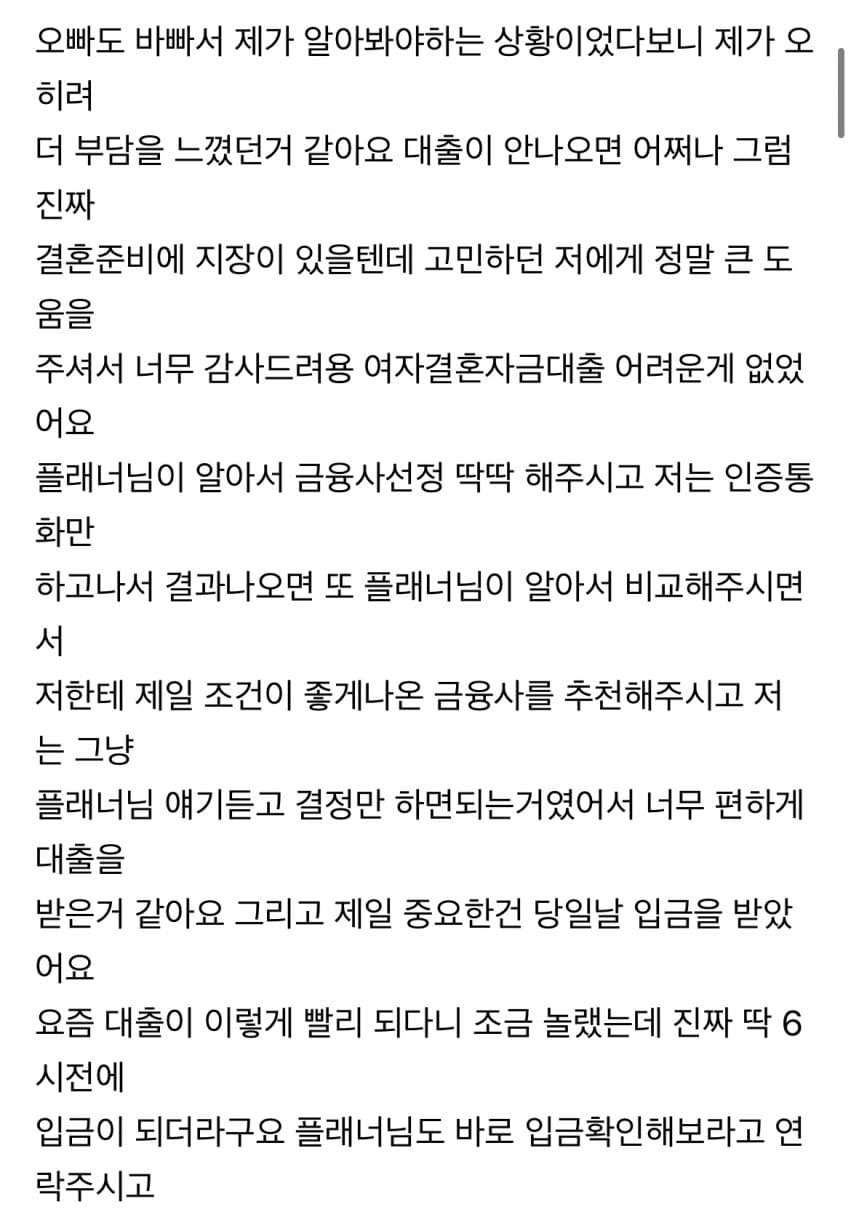 오빠도 바빠서 제가 알아봐야하는 상황이었다보니 제가 오
히려
더 부담을 느꼈던거 같아요 대출이 안나오면 어쩌나 그럼
진짜
결혼준비에 지장이 있을텐데 고민하던 저에게 정말 큰 도
움을
주셔서 너무 감사드려용 여자결혼자금대출 어려운게 없었
어요
플래너님이 알아서 금융사선정 딱딱 해주시고 저는 인증통
화만
하고나서 결과나오면 또 플래너님이 알아서 비교해주시면
서
저한테 제일 조건이 좋게나온 금융사를 추천해주시고 저
는 그냥
플래너님 얘기듣고 결정만 하면되는거였어서 너무 편하게
대출을
받은거 같아요 그리고 제일 중요한건 당일날 입금을 받았
어요
요즘 대출이 이렇게 빨리 되다니 조금 놀랬는데 진짜 딱 6
시전에
입금이 되더라구요 플래너님도 바로 입금확인해보라고 연
락주시고